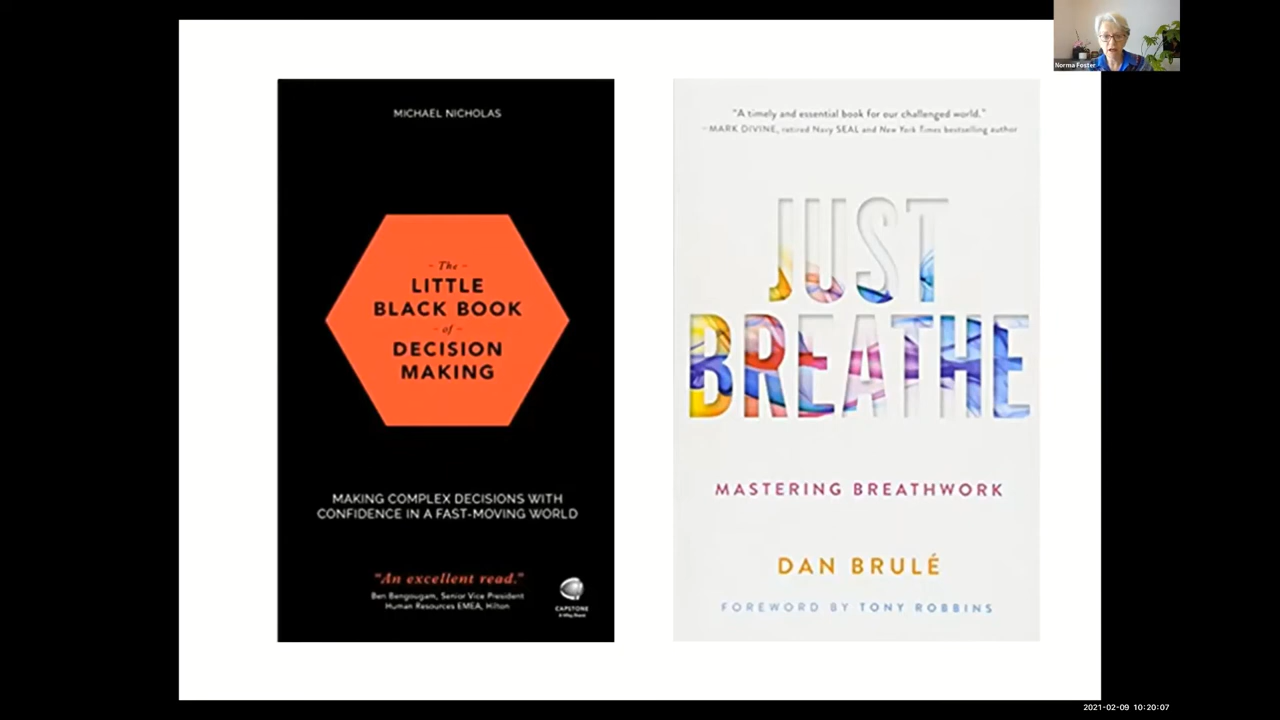 MICHAEL NICHOLAS
- The -
LITTLE
BLACK BOOK
- of -
DECISION
MAKING
MAKING COMPLEX DECISIONS WITH
CONFIDENCE IN A FAST-MOVING WORLD
"An excellent read."
Ben Bengougam, Senior Vice President
Human Resources EMEA, Hilton
CAPSTONE
A Wiley Brand
"A timely and essential book for our challenged world."
- MARK DIVINE, retired Navy SEAL and New York Times bestselling author
JUST
BREATHE
MASTERING BREATHWORK
DAN BRULÉ
FOREWORD BY TONY ROBBINS
Norma Foster
2021-02-09 10:20:07